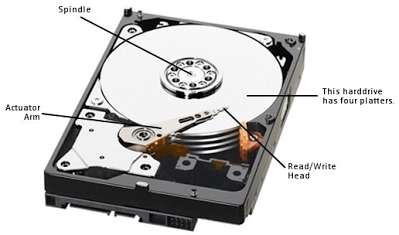 Spindle
This harddrive
has four platters.
Actuator
Arm
Read/Write
Head